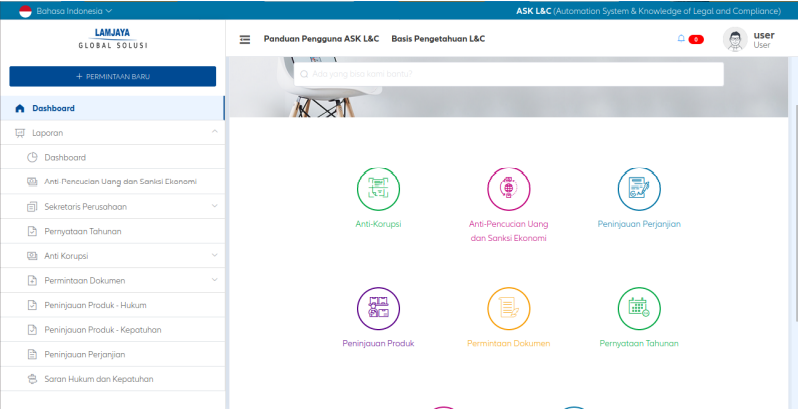 Bahasa Indonesia
ASK L&C (Automation System & Knowledge of Legal and Compliance)
LAMJAYA
GLOBAL SOLUSI
Panduan Pengguna ASK L&C
Basis Pengetahuan L&C
0
user
User
+ PERMINTAAN BARU
Ada yang bisa kami bantu?
Dashboard
Laporan
Dashboard
Anti-Pencucian Uang dan Sanksi Ekonomi
Sekretaris Perusahaan
Pernyataan Tahunan
Anti Korupsi
Permintaan Dokumen
Peninjauan Produk - Hukum
Peninjauan Produk - Kepatuhan
Peninjauan Perjanjian
Saran Hukum dan Kepatuhan
Anti-Korupsi
Anti-Pencucian Uang
dan Sanksi Ekonomi
Peninjauan Perjanjian
Peninjauan Produk
Permintaan Dokumen
Pernyataan Tahunan